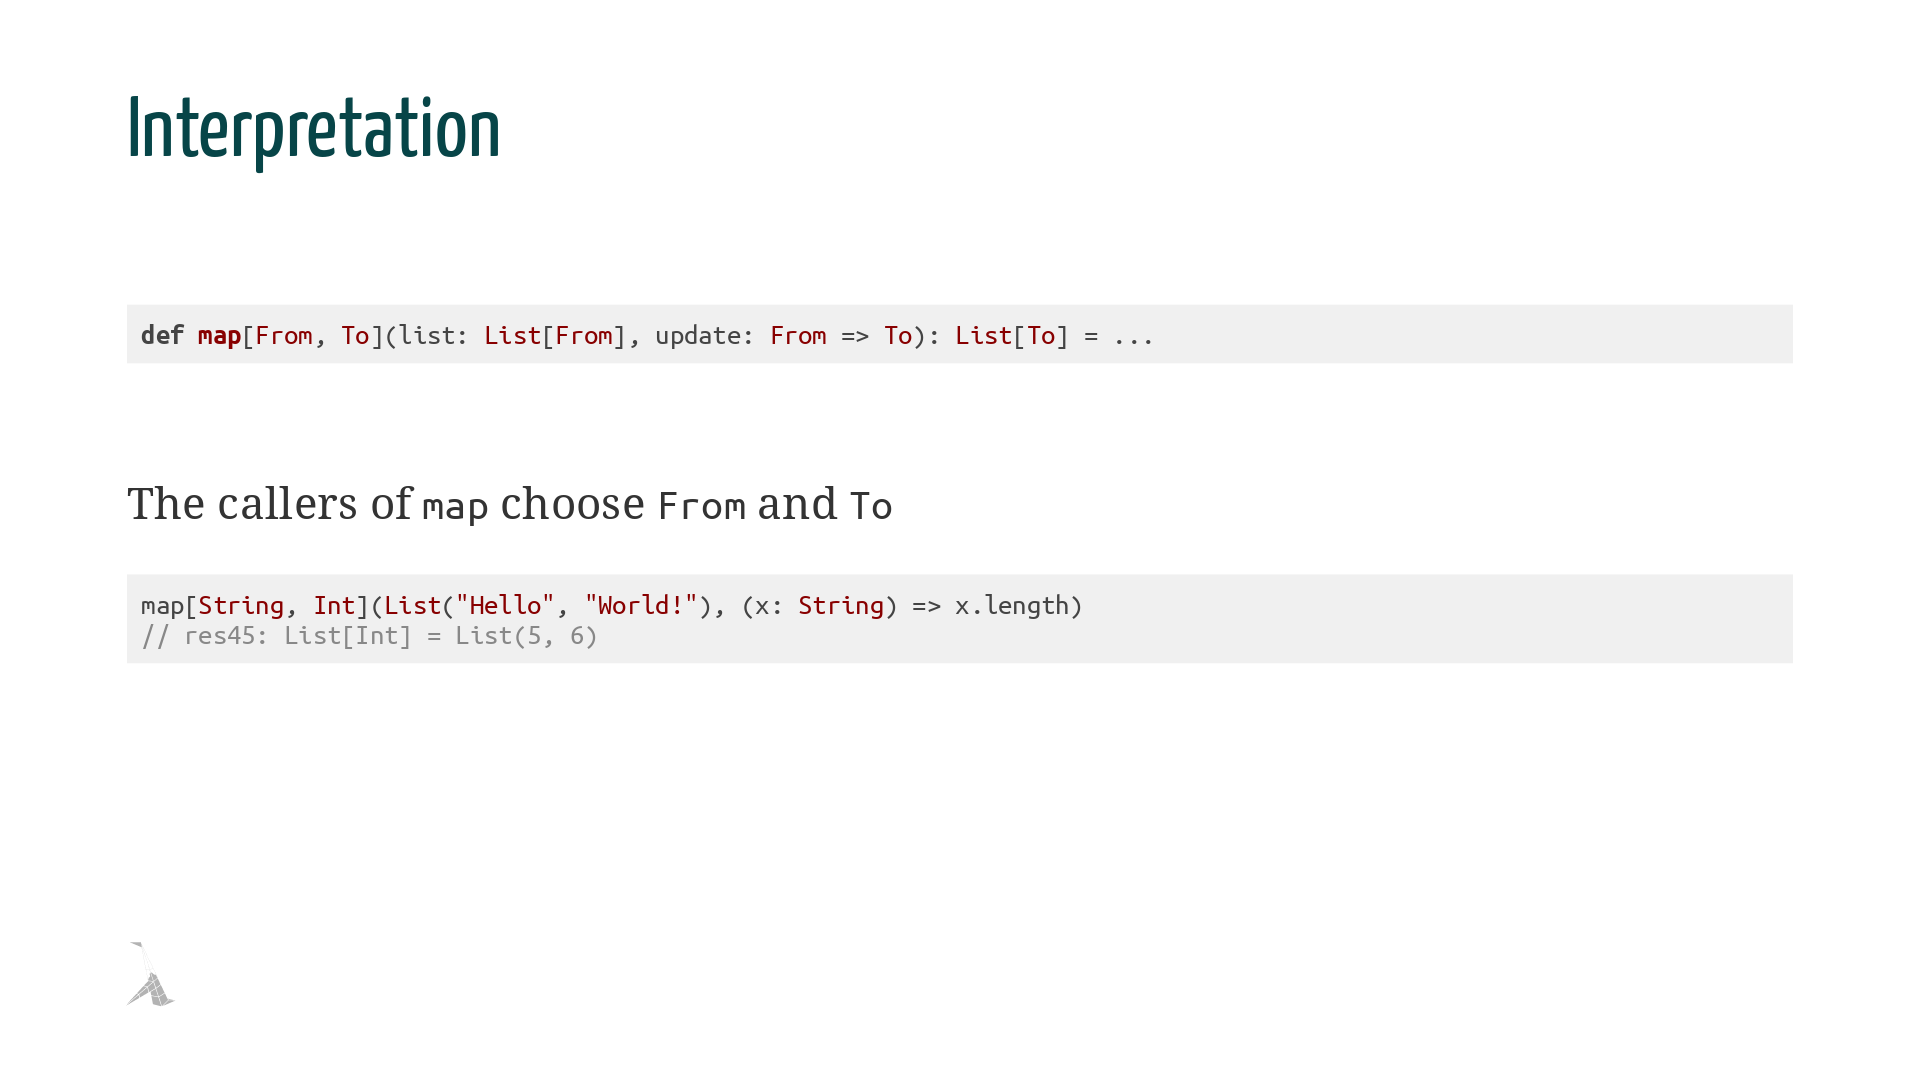 Interpretation
def map[From, To](list: List[From], update: From => To): List[To] = ...
The callers of map choose From and To
map[String, Int](List("Hello", "World!"), (x: String) => x.length)
// res45: List[Int] = List(5, 6)